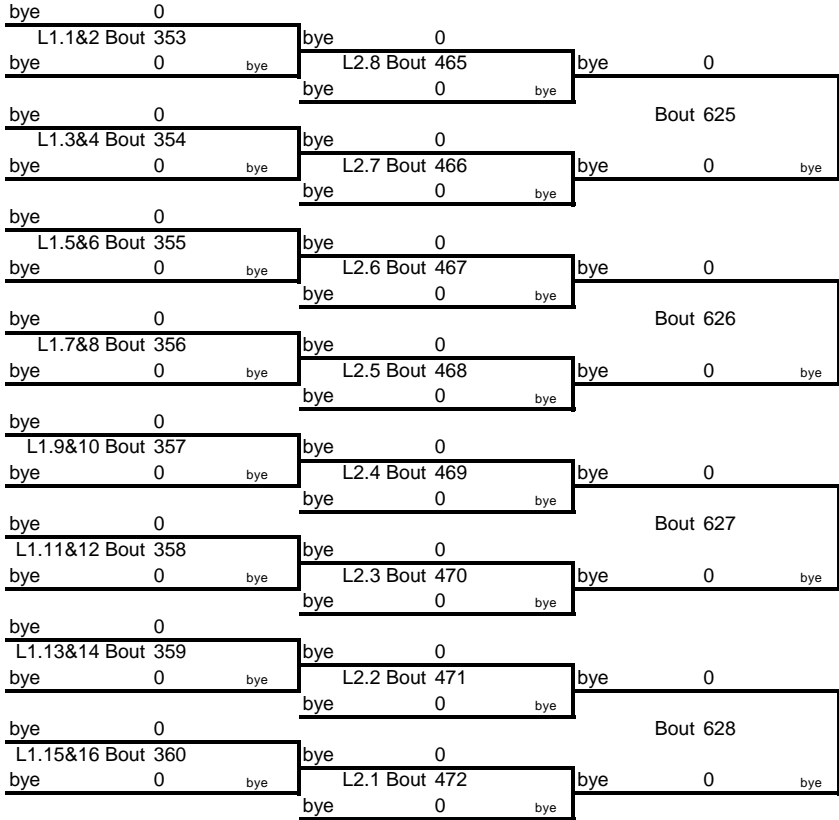 bye 0
L1.1&2 Bout 353 bye 0
bye 0 bye L2.8 Bout 465 bye 0
bye 0 bye
bye 0 Bout 625
L1.3&4 Bout 354 bye 0
bye 0 bye L2.7 Bout 466 bye 0 bye
bye 0 bye
bye 0
L1.5&6 Bout 355 bye 0
bye 0 bye L2.6 Bout 467 bye 0
bye 0 bye
bye 0 Bout 626
L1.7&8 Bout 356 bye 0
bye 0 bye L2.5 Bout 468 bye 0 bye
bye 0 bye
bye 0
L1.9&10 Bout 357 bye 0
bye 0 bye L2.4 Bout 469 bye 0
bye 0 bye
bye 0 Bout 627
L1.11&12 Bout 358 bye 0
bye 0 bye L2.3 Bout 470 bye 0 bye
bye 0 bye
bye 0
L1.13&14 Bout 359 bye 0
bye 0 bye L2.2 Bout 471 bye 0
bye 0 bye
bye 0 Bout 628
L1.15&16 Bout 360 bye 0
bye 0 bye L2.1 Bout 472 bye 0 bye
bye 0 bye